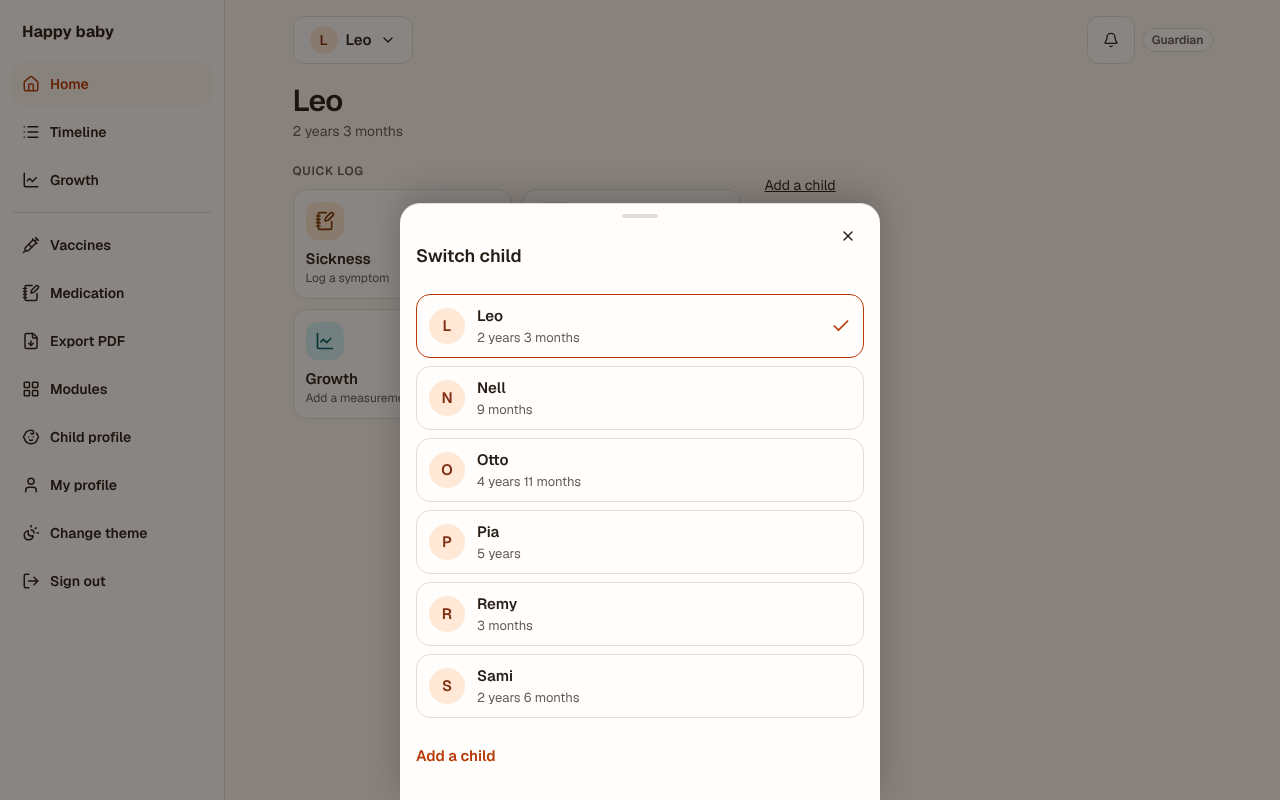 Happy baby
Home
Timeline
Growth
Vaccines
Medication
Export PDF
Modules
Child profile
My profile
Change theme
Sign out
L Leo
Guardian
Leo
2 years 3 months
QUICK LOG
Add a child
Sickness
Log a symptom
Growth
Switch child
L
Leo
2 years 3 months
N
Nell
9 months
O
Otto
4 years 11 months
P
Pia
5 years
R
Remy
3 months
S
Sami
2 years 6 months
Add a child